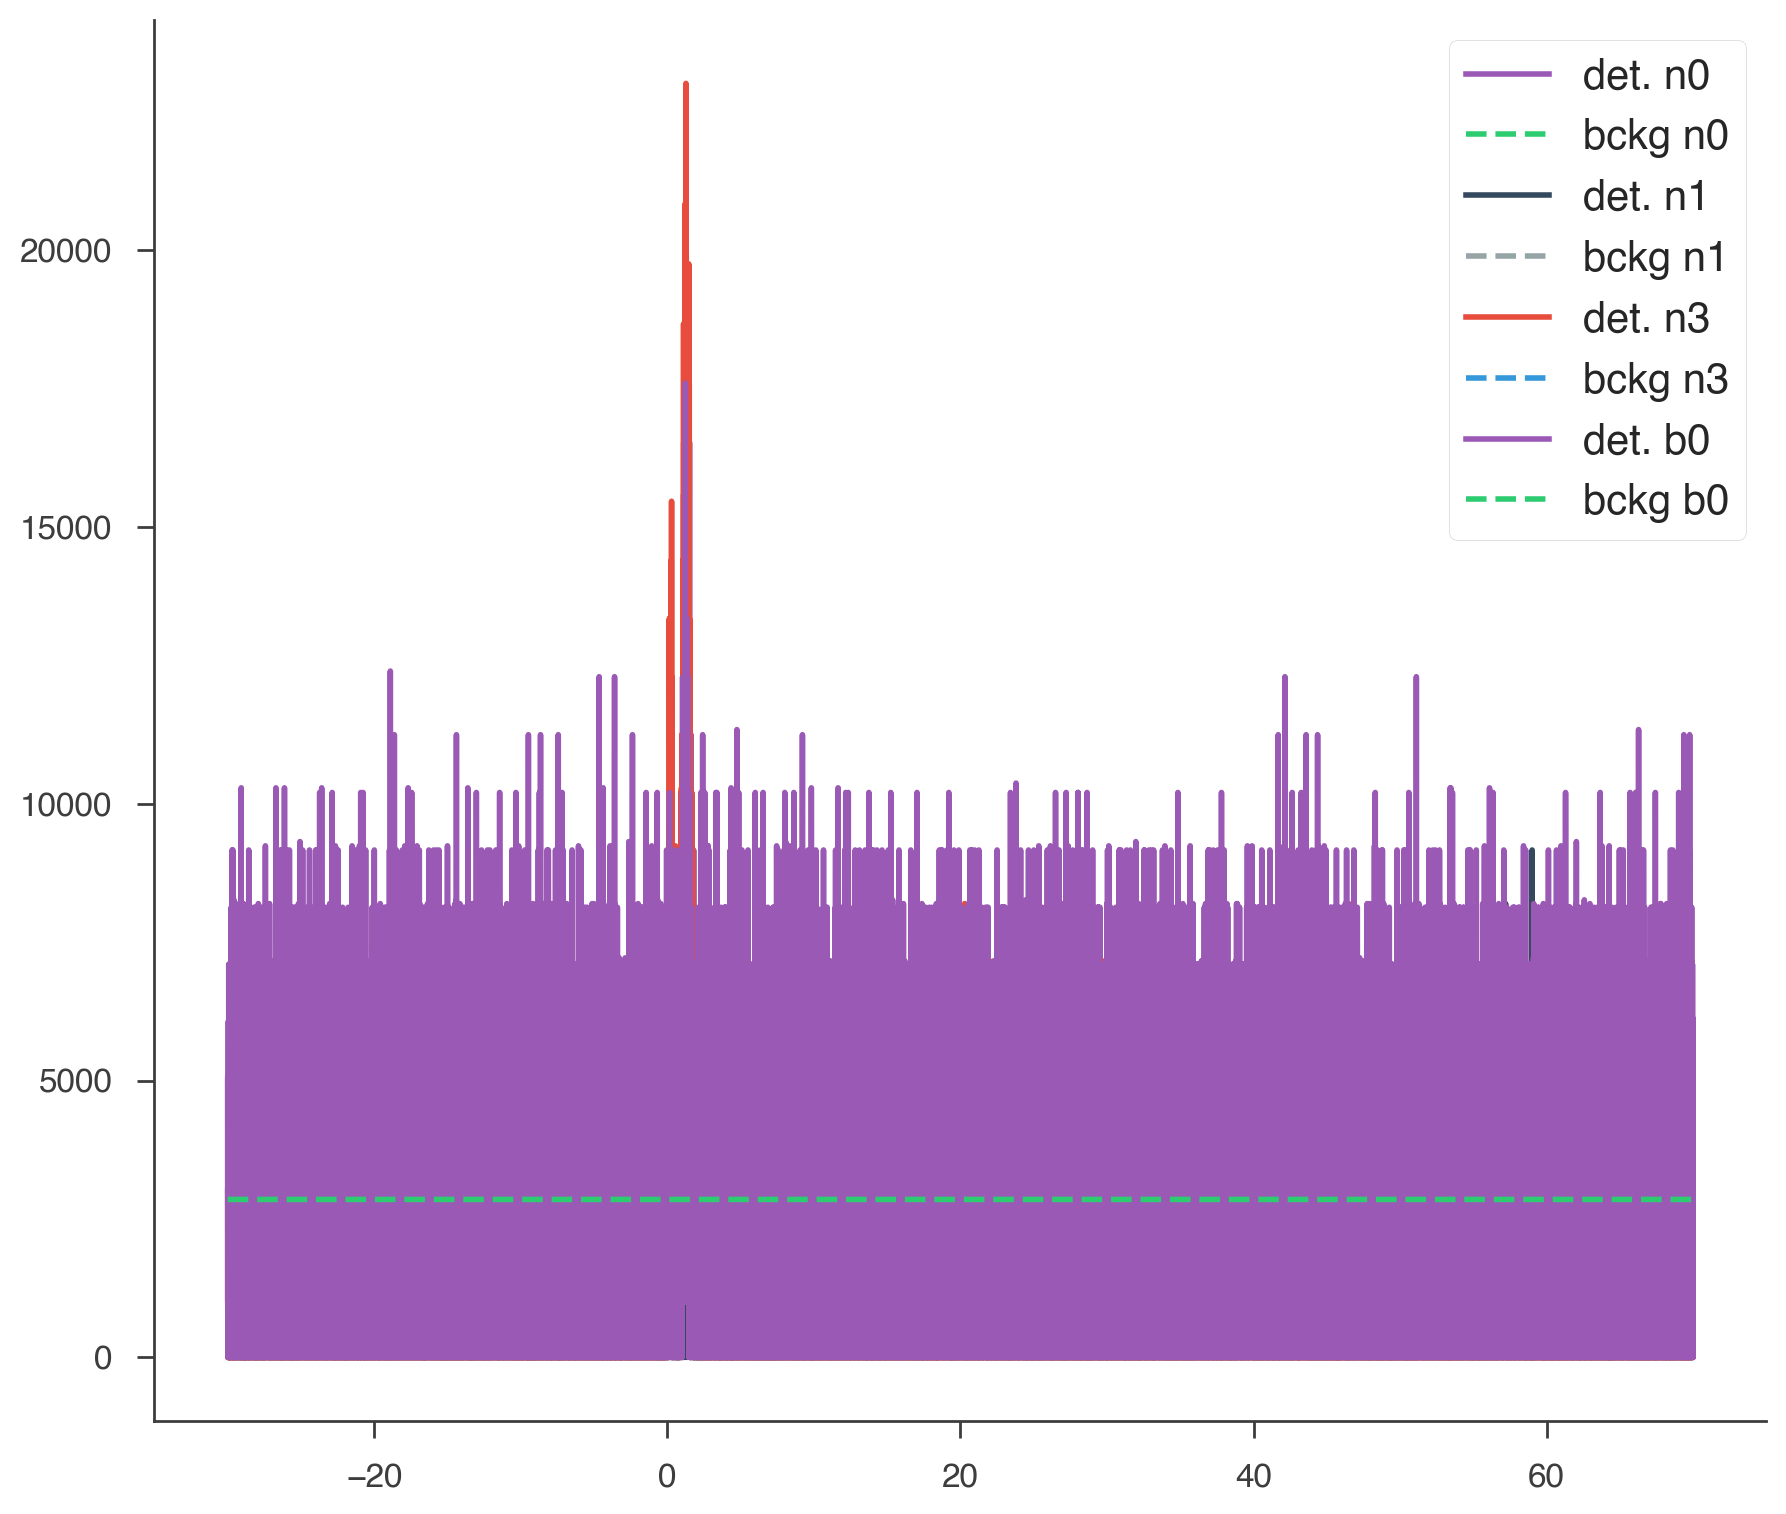 20000
15000
10000
5000
0
−20
0
20
40
60
det. n0
bckg n0
det. n1
bckg n1
det. n3
bckg n3
det. b0
bckg b0